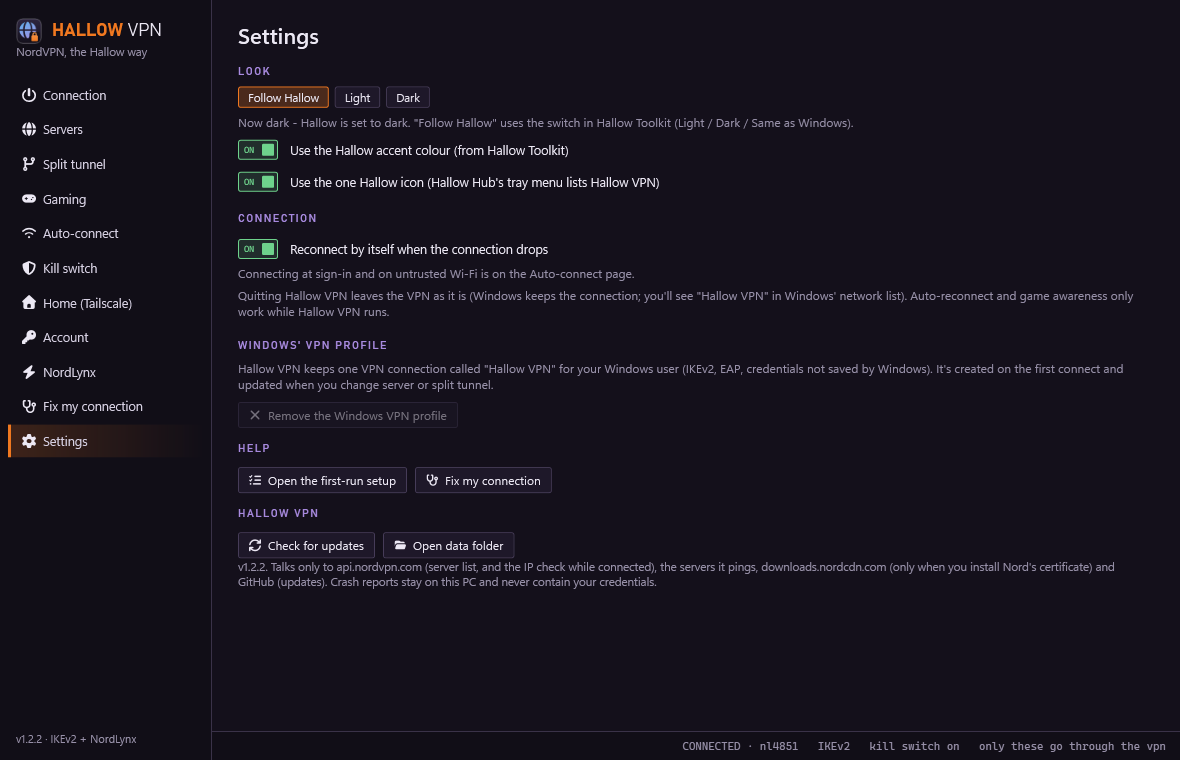 HALLOW VPN
NordVPN, the Hallow way
Connection
Servers
Split tunnel
Gaming
Auto-connect
Kill switch
Home (Tailscale)
Account
NordLynx
Fix my connection
Settings
v1.2.2 · IKEv2 + NordLynx
Settings
LOOK
Follow Hallow Light Dark
Now dark - Hallow is set to dark. "Follow Hallow" uses the switch in Hallow Toolkit (Light / Dark / Same as Windows).
ON Use the Hallow accent colour (from Hallow Toolkit)
ON Use the one Hallow icon (Hallow Hub's tray menu lists Hallow VPN)
CONNECTION
ON Reconnect by itself when the connection drops
Connecting at sign-in and on untrusted Wi-Fi is on the Auto-connect page.
Quitting Hallow VPN leaves the VPN as it is (Windows keeps the connection; you'll see "Hallow VPN" in Windows' network list). Auto-reconnect and game awareness only
work while Hallow VPN runs.
WINDOWS' VPN PROFILE
Hallow VPN keeps one VPN connection called "Hallow VPN" for your Windows user (IKEv2, EAP, credentials not saved by Windows). It's created on the first connect and
updated when you change server or split tunnel.
Remove the Windows VPN profile
HELP
Open the first-run setup Fix my connection
HALLOW VPN
Check for updates Open data folder
v1.2.2. Talks only to api.nordvpn.com (server list, and the IP check while connected), the servers it pings, downloads.nordcdn.com (only when you install Nord's certificate) and
GitHub (updates). Crash reports stay on this PC and never contain your credentials.
CONNECTED · nl4851 IKEv2 kill switch on only these go through the vpn